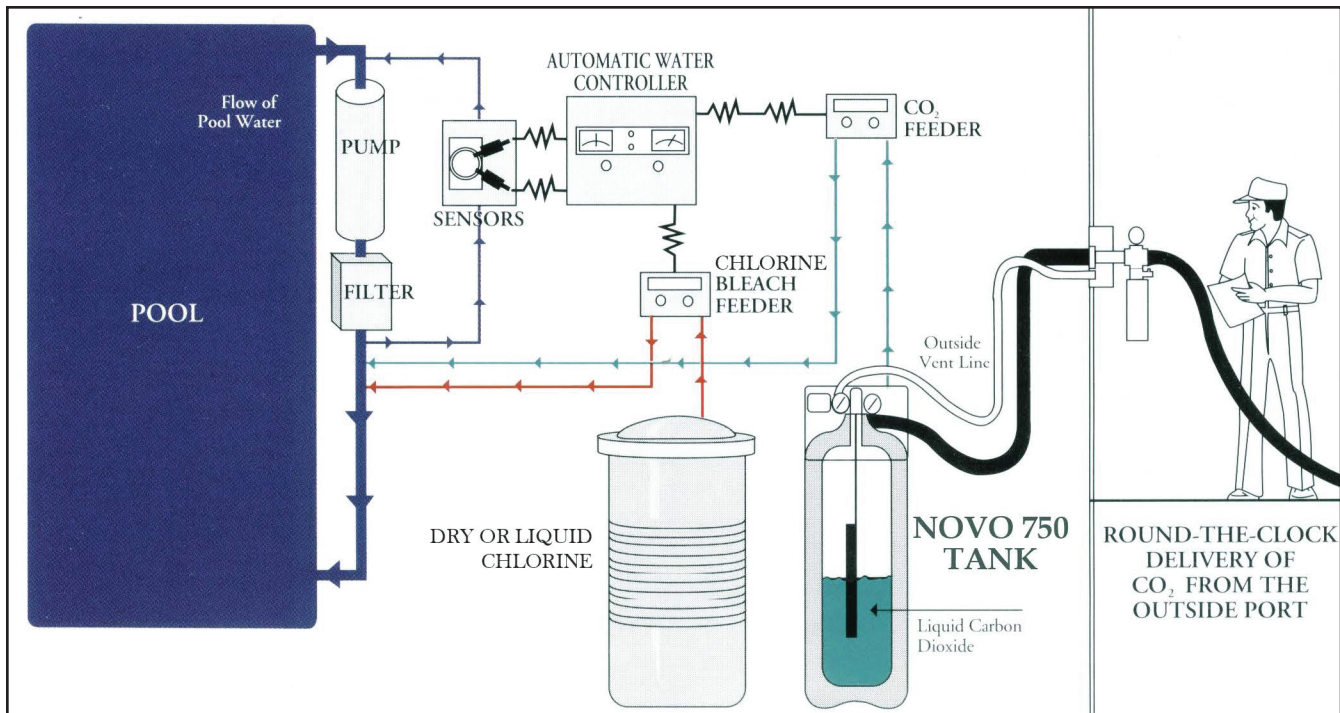 Flow of
Pool Water
POOL
PUMP
FILTER
SENSORS
AUTOMATIC WATER
CONTROLLER
CO₂
FEEDER
CHLORINE
BLEACH
FEEDER
DRY OR LIQUID
CHLORINE
Outside
Vent Line
NOVO 750
TANK
Liquid Carbon
Dioxide
ROUND-THE-CLOCK
DELIVERY OF
CO₂ FROM THE
OUTSIDE PORT